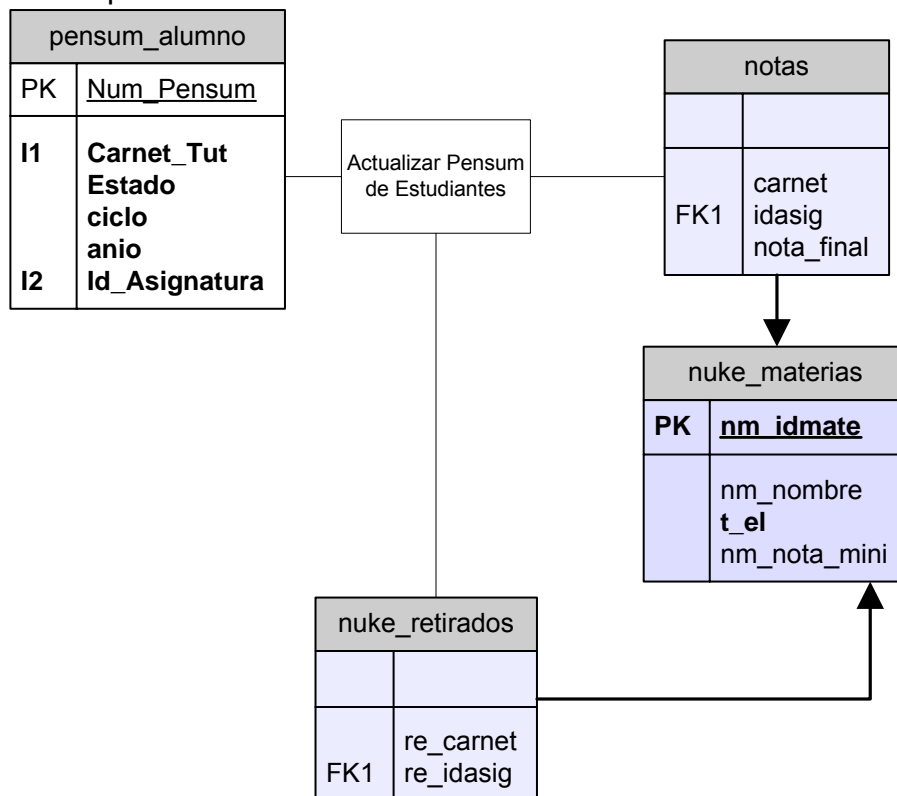 pensum_alumno
PK Num_Pensum
I1 Carnet_Tut
Estado
ciclo
anio
I2 Id_Asignatura
Actualizar Pensum
de Estudiantes
notas
carnet
FK1 idasig
nota_final
nuke_materias
PK nm_idmate
nm_nombre
t_el
nm_nota_mini
nuke_retirados
re_carnet
FK1 re_idasig